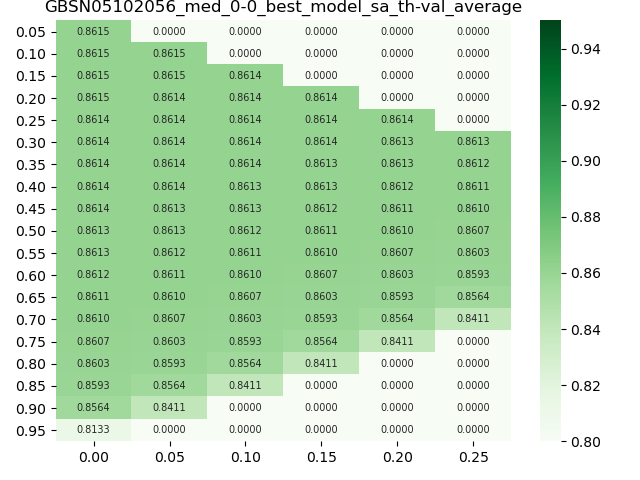 GBSN05102056_med_0-0_best_model_sa_th-val_average
0.05 0.8615 0.0000 0.0000 0.0000 0.0000 0.0000
0.10 0.8615 0.8615 0.0000 0.0000 0.0000 0.0000
0.15 0.8615 0.8615 0.8614 0.0000 0.0000 0.0000
0.20 0.8615 0.8614 0.8614 0.8614 0.0000 0.0000
0.25 0.8614 0.8614 0.8614 0.8614 0.8614 0.0000
0.30 0.8614 0.8614 0.8614 0.8614 0.8613 0.8613
0.35 0.8614 0.8614 0.8614 0.8613 0.8613 0.8612
0.40 0.8614 0.8614 0.8613 0.8613 0.8612 0.8611
0.45 0.8614 0.8613 0.8613 0.8612 0.8611 0.8610
0.50 0.8613 0.8613 0.8612 0.8611 0.8610 0.8607
0.55 0.8613 0.8612 0.8611 0.8610 0.8607 0.8603
0.60 0.8612 0.8611 0.8610 0.8607 0.8603 0.8593
0.65 0.8611 0.8610 0.8607 0.8603 0.8593 0.8564
0.70 0.8610 0.8607 0.8603 0.8593 0.8564 0.8411
0.75 0.8607 0.8603 0.8593 0.8564 0.8411 0.0000
0.80 0.8603 0.8593 0.8564 0.8411 0.0000 0.0000
0.85 0.8593 0.8564 0.8411 0.0000 0.0000 0.0000
0.90 0.8564 0.8411 0.0000 0.0000 0.0000 0.0000
0.95 0.8133 0.0000 0.0000 0.0000 0.0000 0.0000
0.00 0.05 0.10 0.15 0.20 0.25
0.94
0.92
0.90
0.88
0.86
0.84
0.82
0.80